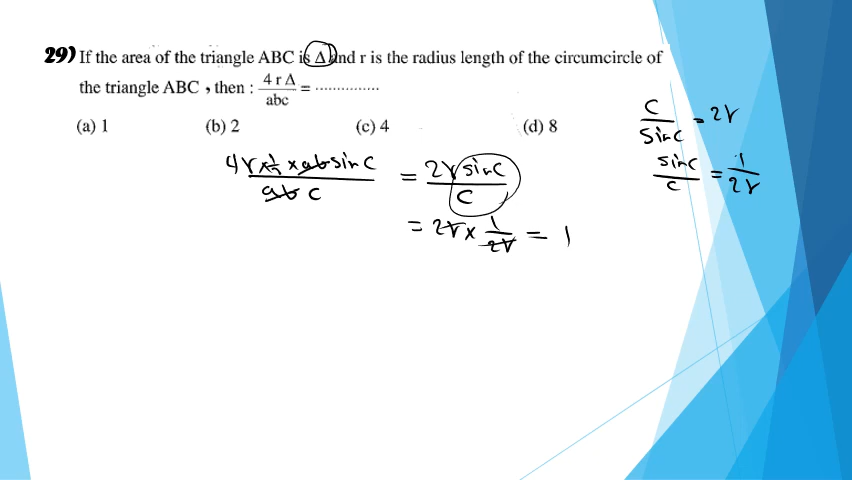 29) If the area of the triangle ABC is Δ and r is the radius length of the circumcircle of
the triangle ABC , then : 4 r Δ / abc = ...............
(a) 1 (b) 2 (c) 4 (d) 8
c / sin c = 2r
sin c / c = 1 / 2r
4r × 1/2 × ab sin c / ab c = 2r sin c / c
= 2r × 1 / 2r = 1